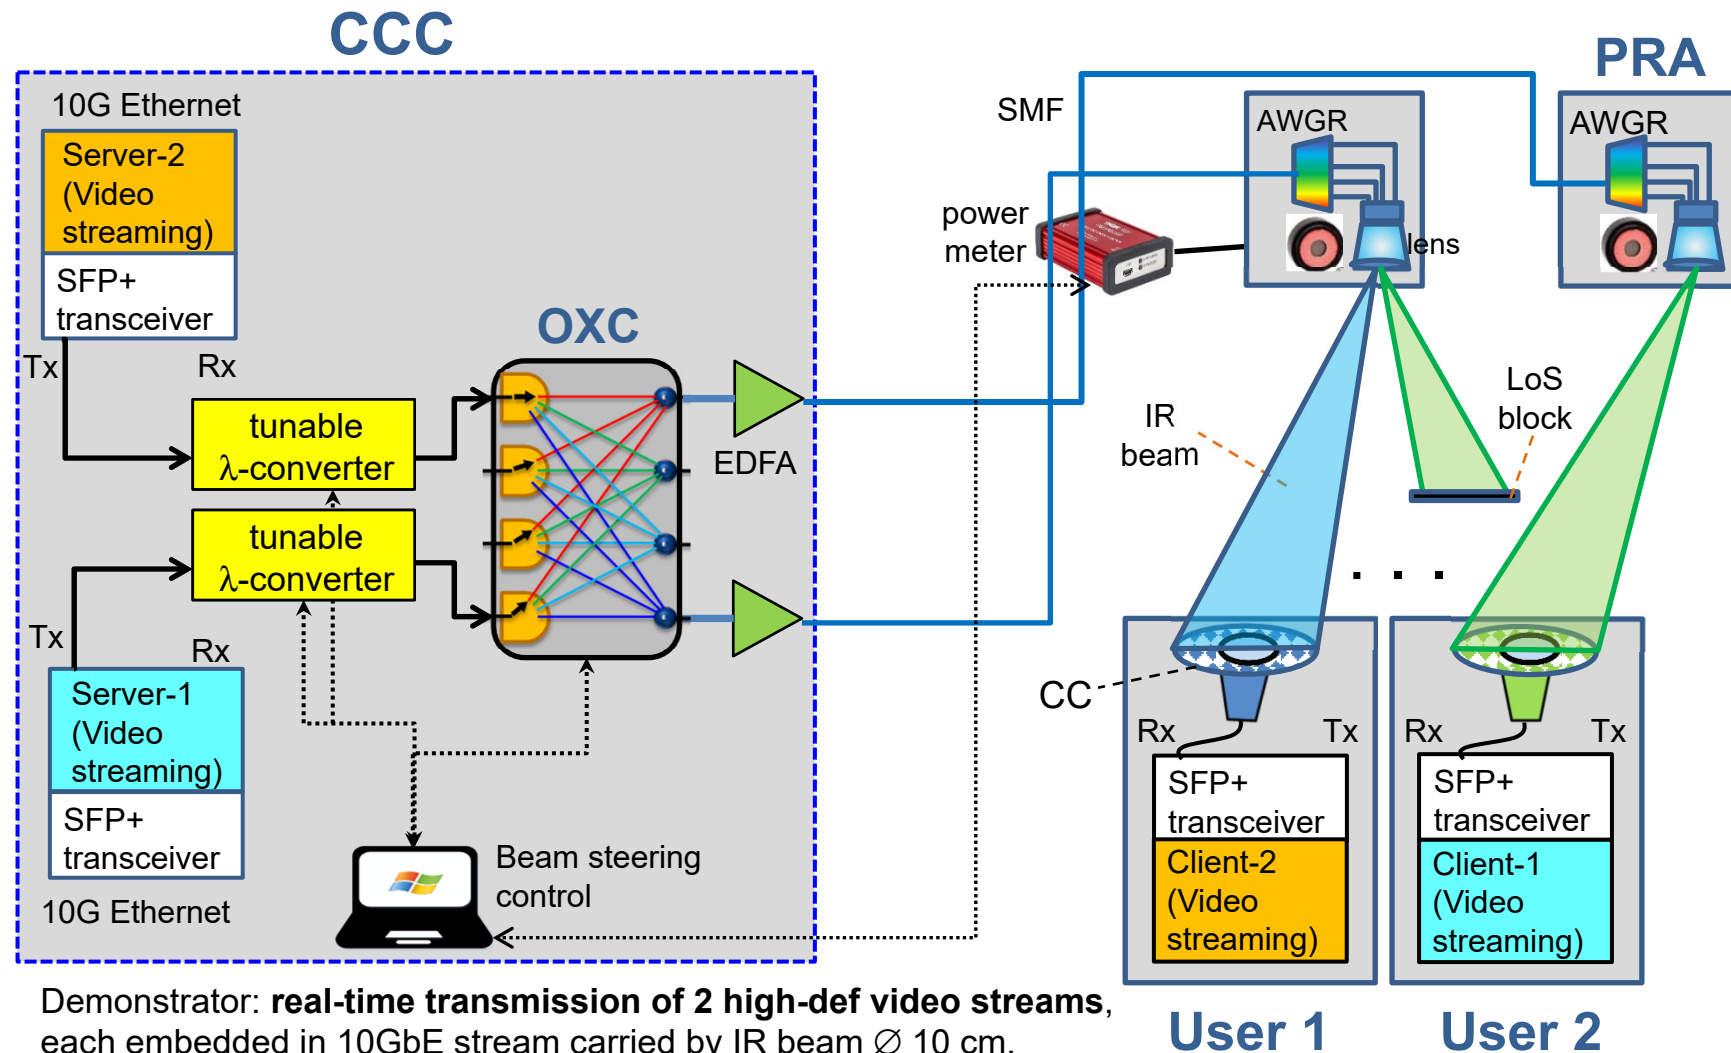 CCC
PRA
10G Ethernet
Server-2
(Video
streaming)
SFP+
transceiver
Tx
Rx
tunable
λ-converter
tunable
λ-converter
Tx
Rx
Server-1
(Video
streaming)
SFP+
transceiver
10G Ethernet
OXC
EDFA
Beam steering
control
SMF
power
meter
AWGR
lens
AWGR
IR
beam
LoS
block
. . .
CC
Rx
Tx
SFP+
transceiver
Client-2
(Video
streaming)
User 1
Rx
Tx
SFP+
transceiver
Client-1
(Video
streaming)
User 2
Demonstrator: real-time transmission of 2 high-def video streams,
each embedded in 10GbE stream carried by IR beam ∅ 10 cm.